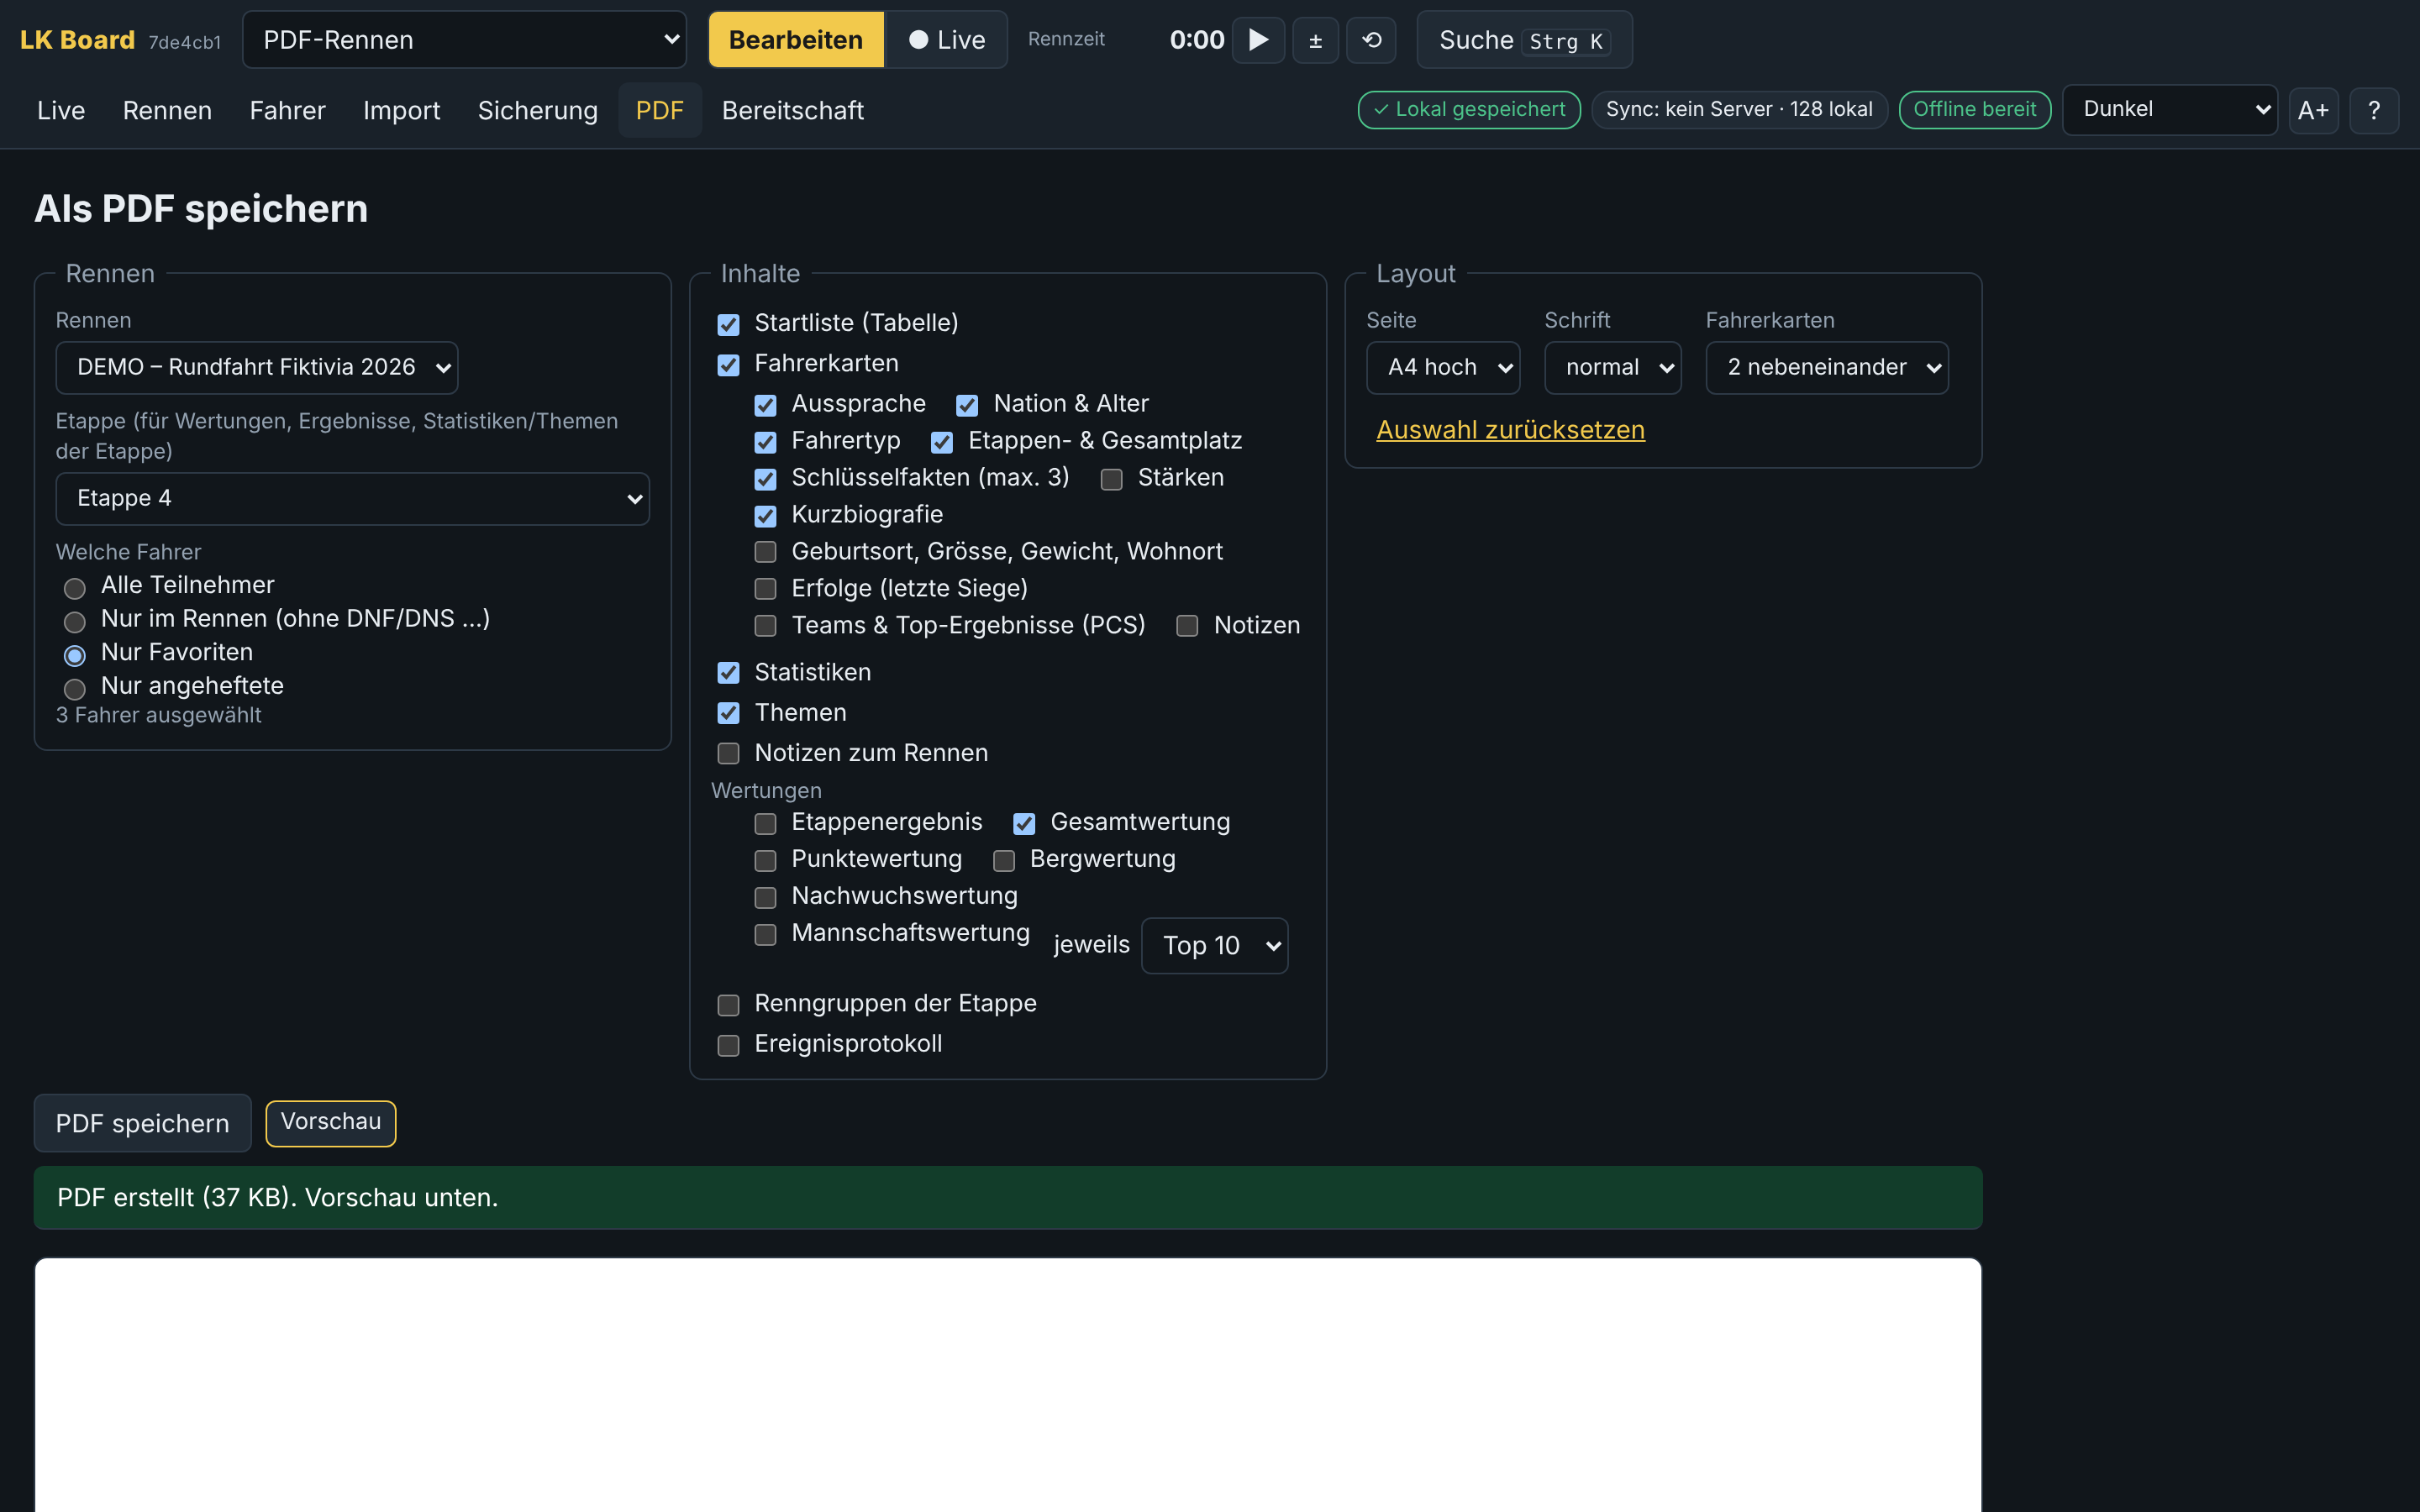 LK Board 7de4cb1 PDF-Rennen Bearbeiten Live Rennzeit 0:00 ± Suche Strg K
Live Rennen Fahrer Import Sicherung PDF Bereitschaft ✓ Lokal gespeichert Sync: kein Server · 128 lokal Offline bereit Dunkel A+ ?
Als PDF speichern
Rennen
Rennen
DEMO – Rundfahrt Fiktivia 2026
Etappe (für Wertungen, Ergebnisse, Statistiken/Themen
der Etappe)
Etappe 4
Welche Fahrer
Alle Teilnehmer
Nur im Rennen (ohne DNF/DNS ...)
Nur Favoriten
Nur angeheftete
3 Fahrer ausgewählt
Inhalte
Startliste (Tabelle)
Fahrerkarten
Aussprache Nation & Alter
Fahrertyp Etappen- & Gesamtplatz
Schlüsselfakten (max. 3) Stärken
Kurzbiografie
Geburtsort, Grösse, Gewicht, Wohnort
Erfolge (letzte Siege)
Teams & Top-Ergebnisse (PCS) Notizen
Statistiken
Themen
Notizen zum Rennen
Wertungen
Etappenergebnis Gesamtwertung
Punktewertung Bergwertung
Nachwuchswertung
Mannschaftswertung jeweils Top 10
Renngruppen der Etappe
Ereignisprotokoll
Layout
Seite Schrift Fahrerkarten
A4 hoch normal 2 nebeneinander
Auswahl zurücksetzen
PDF speichern Vorschau
PDF erstellt (37 KB). Vorschau unten.